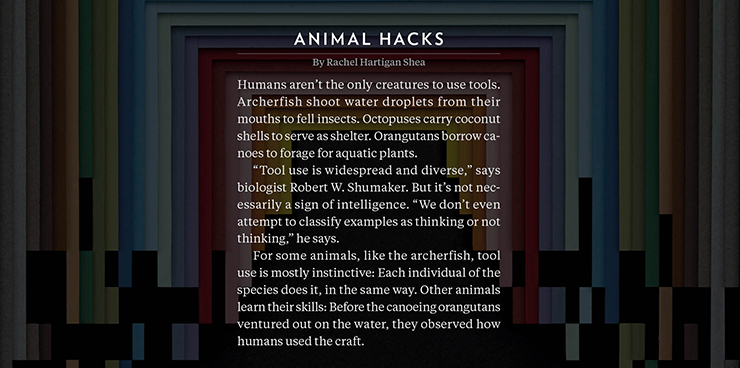 ANIMAL HACKS
By Rachel Hartigan Shea
Humans aren't the only creatures to use tools.
Archerfish shoot water droplets from their
mouths to fell insects. Octopuses carry coconut
shells to serve as shelter. Orangutans borrow ca-
noes to forage for aquatic plants.
“Tool use is widespread and diverse,” says
biologist Robert W. Shumaker. But it's not nec-
essarily a sign of intelligence. “We don't even
attempt to classify examples as thinking or not
thinking,” he says.
For some animals, like the archerfish, tool
use is mostly instinctive: Each individual of the
species does it, in the same way. Other animals
learn their skills: Before the canoeing orangutans
ventured out on the water, they observed how
humans used the craft.